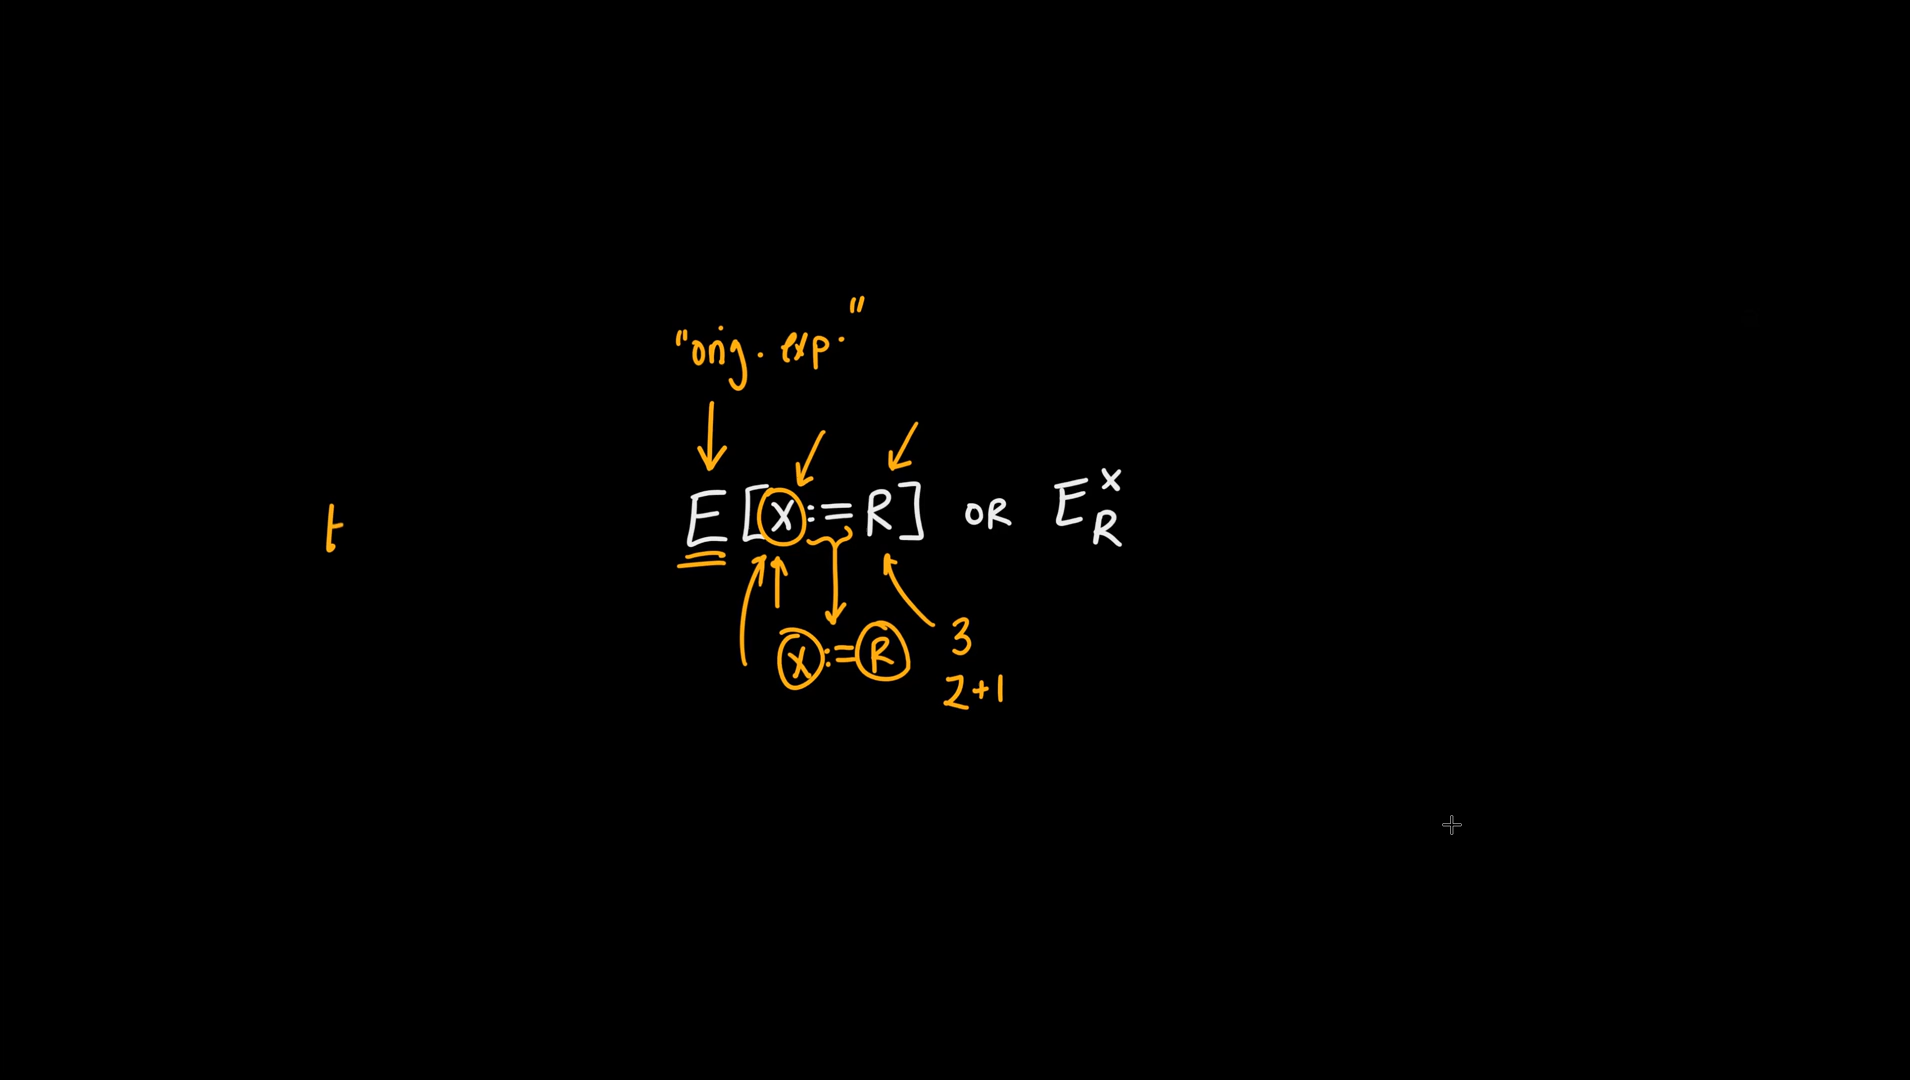 "orig. exp."
E [x := R] OR E^x_R
x := R
3
2+1